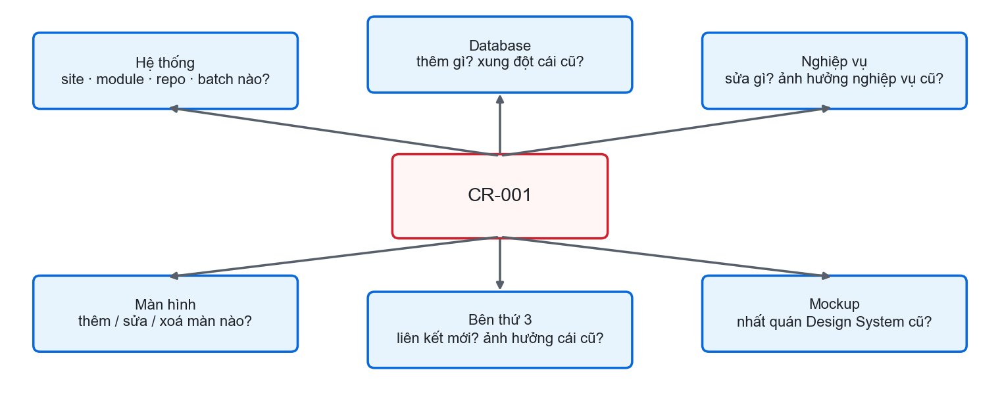 Hệ thống
site · module · repo · batch nào?
Database
thêm gì? xung đột cái cũ?
Nghiệp vụ
sửa gì? ảnh hưởng nghiệp vụ cũ?
CR-001
Màn hình
thêm / sửa / xoá màn nào?
Bên thứ 3
liên kết mới? ảnh hưởng cái cũ?
Mockup
nhất quán Design System cũ?